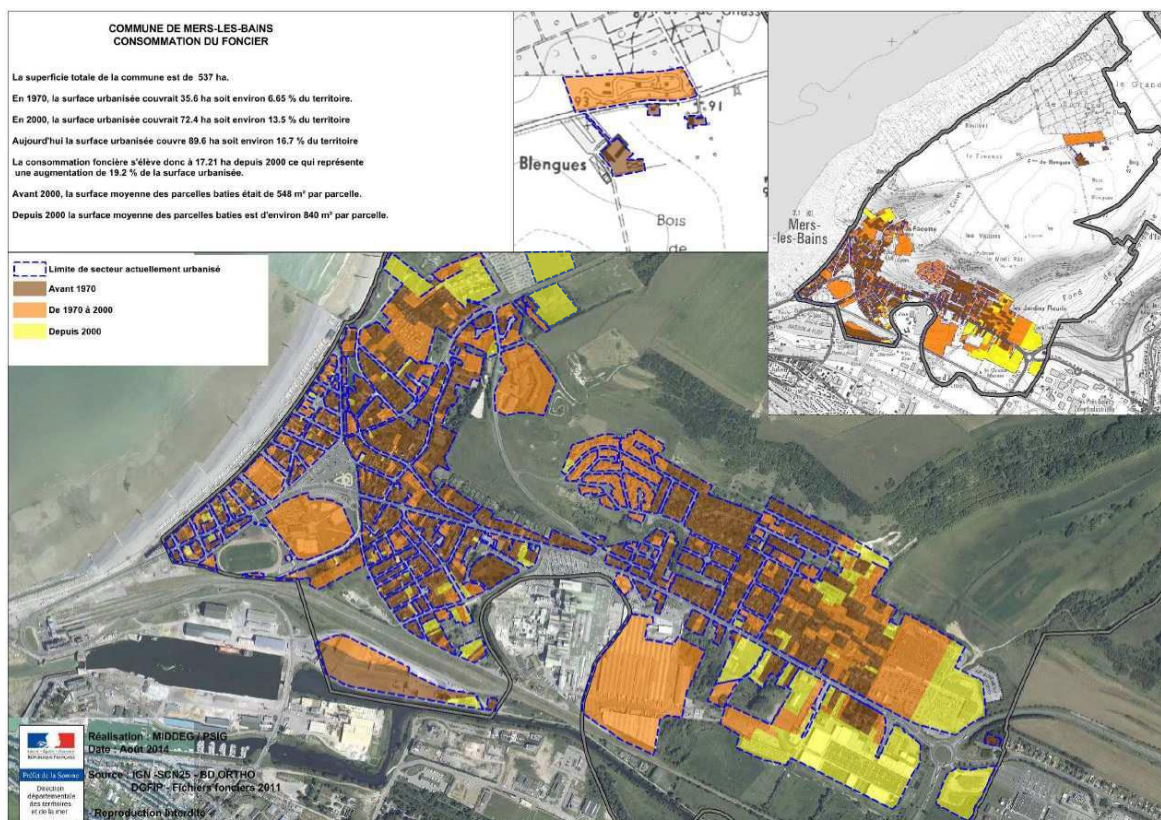 COMMUNE DE MERS-LES-BAINS
CONSOMMATION DU FONCIER
La superficie totale de la commune est de 537 ha.
En 1970, la surface urbanisée couvrait 35.6 ha soit environ 6.65 % du territoire.
En 2000, la surface urbanisée couvrait 72.4 ha soit environ 13.5 % du territoire
Aujourd'hui la surface urbanisée couvre 89.6 ha soit environ 16.7 % du territoire
La consommation foncière s'élève donc à 17.21 ha depuis 2000 ce qui représente
une augmentation de 19.2 % de la surface urbanisée.
Avant 2000, la surface moyenne des parcelles baties était de 548 m² par parcelle.
Depuis 2000 la surface moyenne des parcelles baties est d'environ 840 m² par parcelle.
93
91
Blengues
Bois
de
Mers-
les-Bains
Limite de secteur actuellement urbanisé
Avant 1970
De 1970 à 2000
Depuis 2000
RÉPUBLIQUE FRANÇAISE
Préfet de la Somme
Direction
départementale
des territoires
et de la mer
Réalisation : MIDDEG / PSIG
Date : Août 2014
Source : IGN -SCN25 - BD ORTHO
DGFIP - Fichiers fonciers 2011
Reproduction Interdite